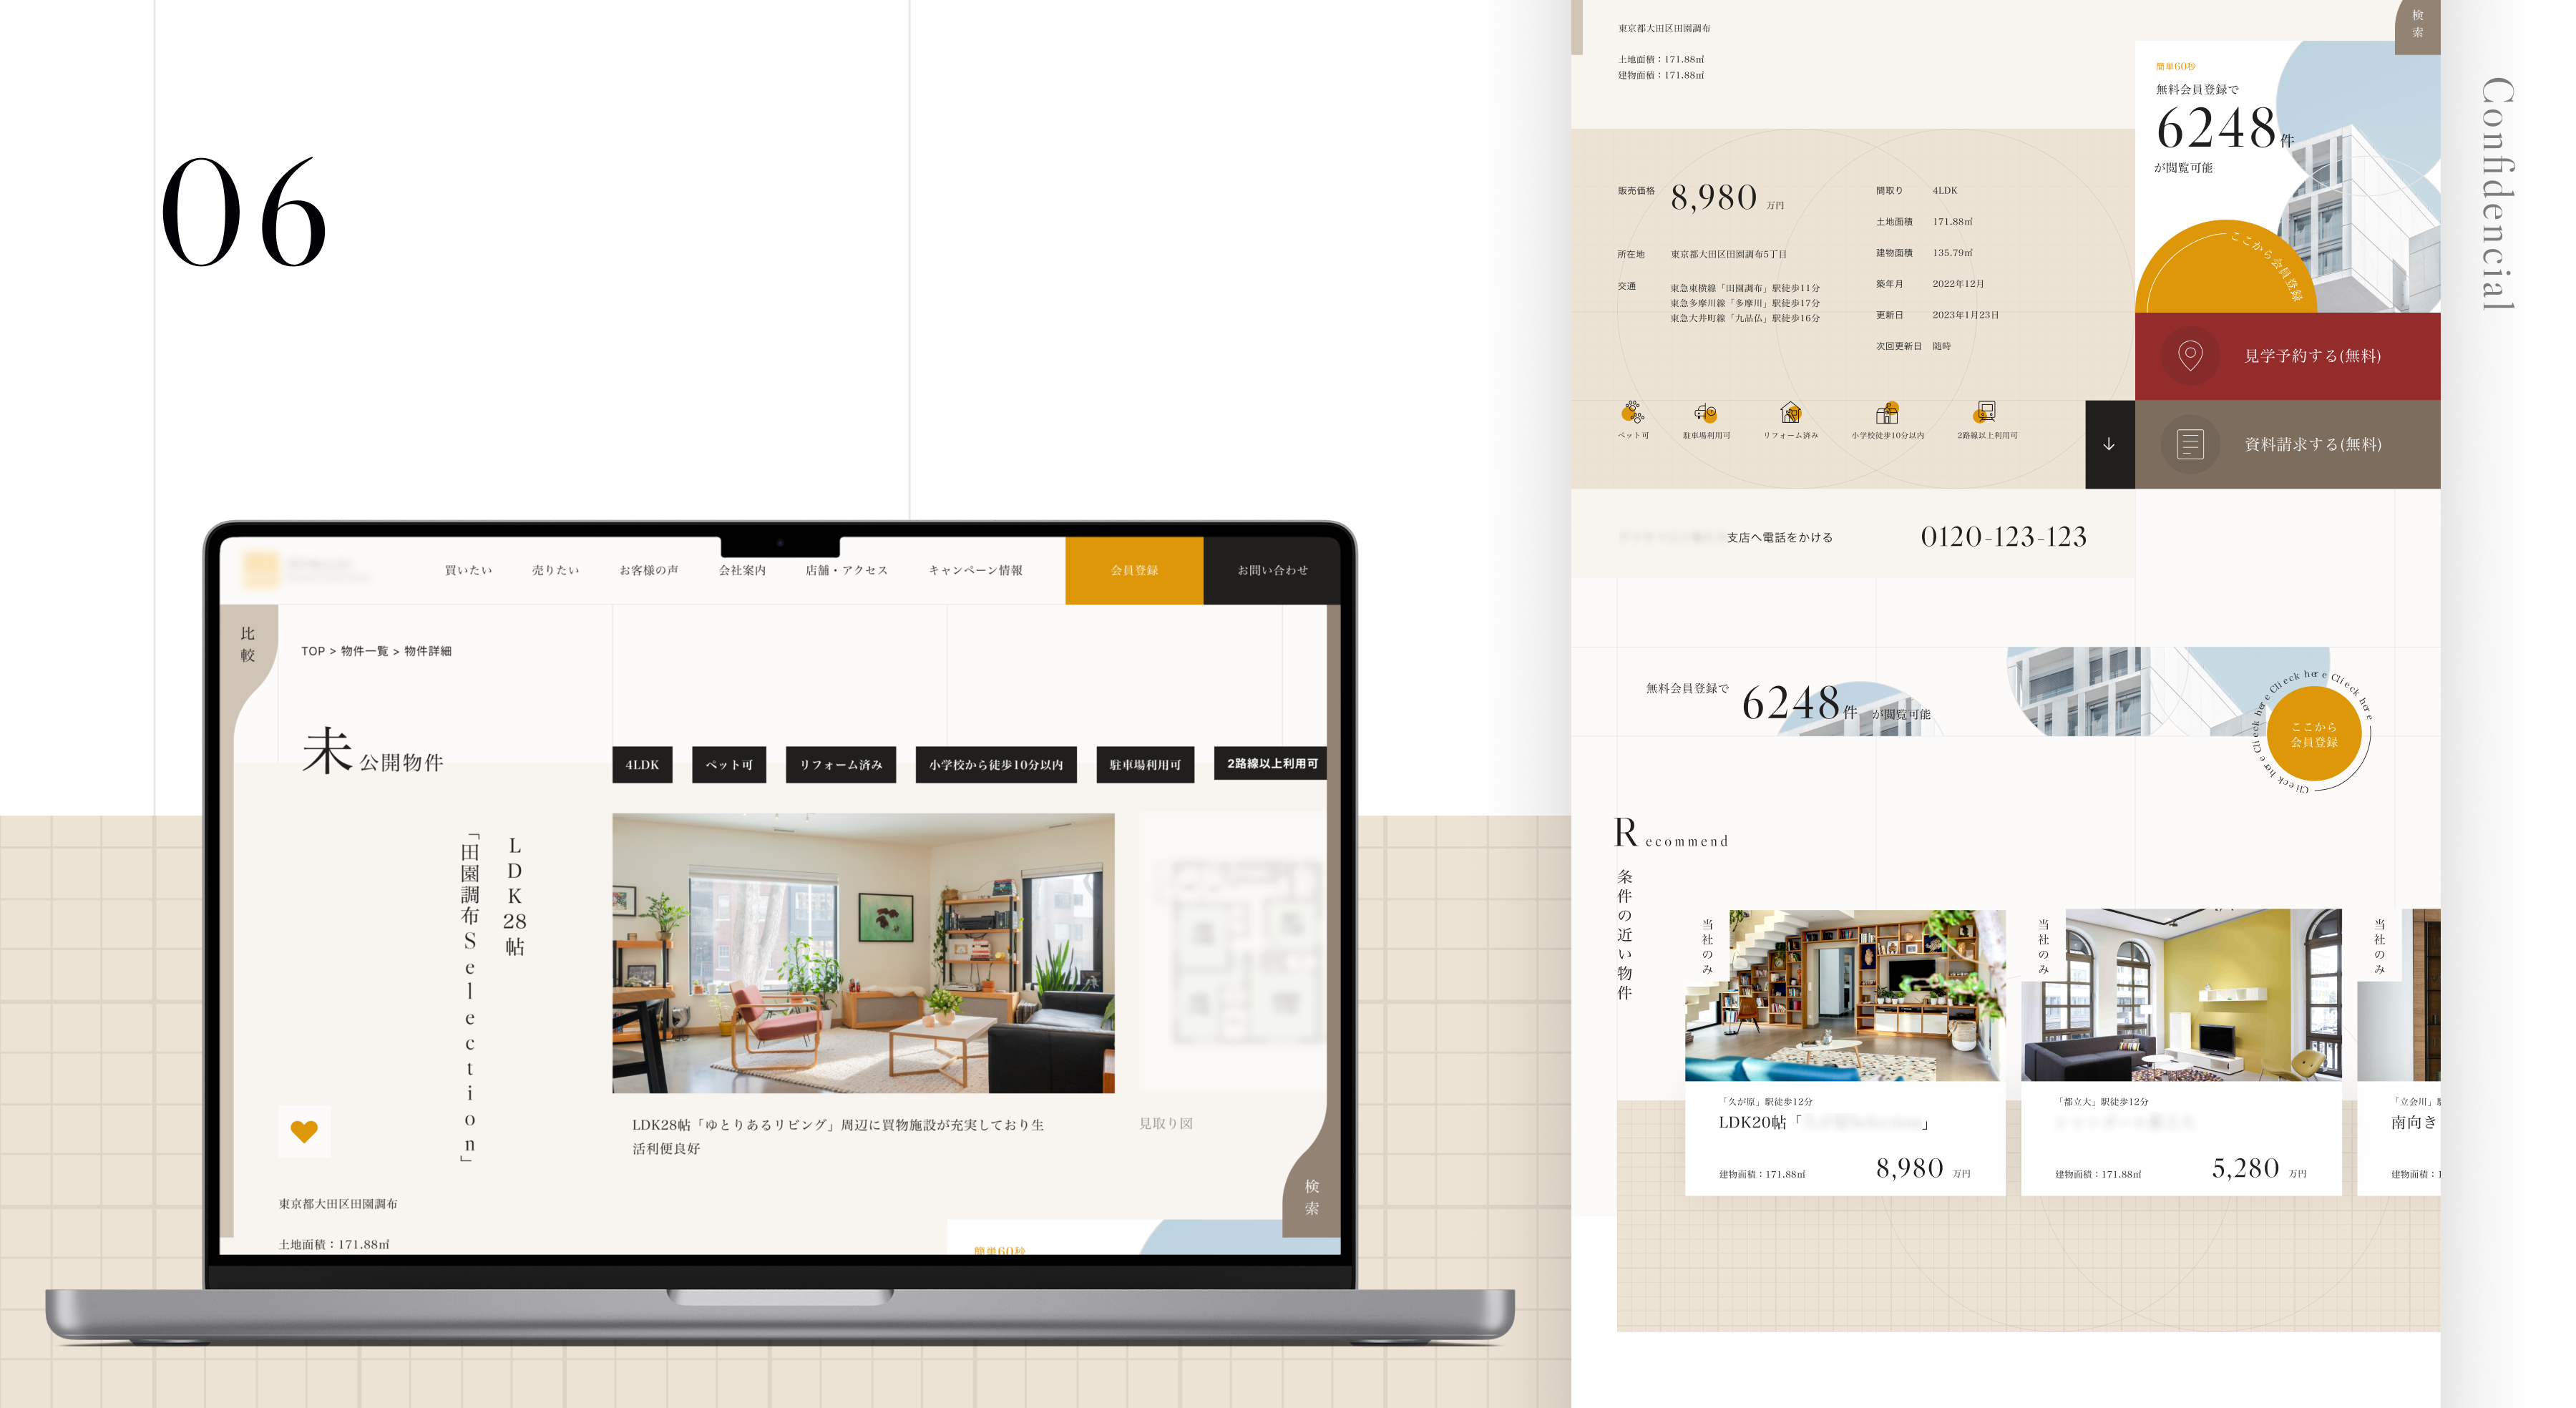 06
買いたい
売りたい
お客様の声
会社案内
店舗・アクセス
キャンペーン情報
会員登録
お問い合わせ
比較
TOP > 物件一覧 > 物件詳細
未公開物件
4LDK
ペット可
リフォーム済み
小学校から徒歩10分以内
駐車場利用可
2路線以上利用可
LDK28帖
「田園調布Selection」
LDK28帖「ゆとりあるリビング」周辺に買物施設が充実しており生
活利便良好
見取り図
東京都大田区田園調布
土地面積：171.88㎡
簡単60秒
検索
東京都大田区田園調布
土地面積：171.88㎡
建物面積：171.88㎡
検索
簡単60秒
無料会員登録で
6248件
が閲覧可能
ここから会員登録
見学予約する(無料)
資料請求する(無料)
販売価格 8,980 万円
所在地 東京都大田区田園調布5丁目
交通 東急東横線「田園調布」駅徒歩11分
東急多摩川線「多摩川」駅徒歩17分
東急大井町線「九品仏」駅徒歩16分
間取り 4LDK
土地面積 171.88㎡
建物面積 135.79㎡
築年月 2022年12月
更新日 2023年1月23日
次回更新日 随時
ペット可
駐車場利用可
リフォーム済み
小学校徒歩10分以内
2路線以上利用可
支店へ電話をかける
0120-123-123
無料会員登録で 6248件 が閲覧可能
ここから
会員登録
Clieck here Clieck here Clieck here Clieck here
Recommend
条件の近い物件
当社のみ
「久が原」駅徒歩12分
LDK20帖「 」
建物面積：171.88㎡
8,980 万円
当社のみ
「都立大」駅徒歩12分
建物面積：171.88㎡
5,280 万円
当社のみ
「立会川」
南向き
建物面積：1
Confidencial